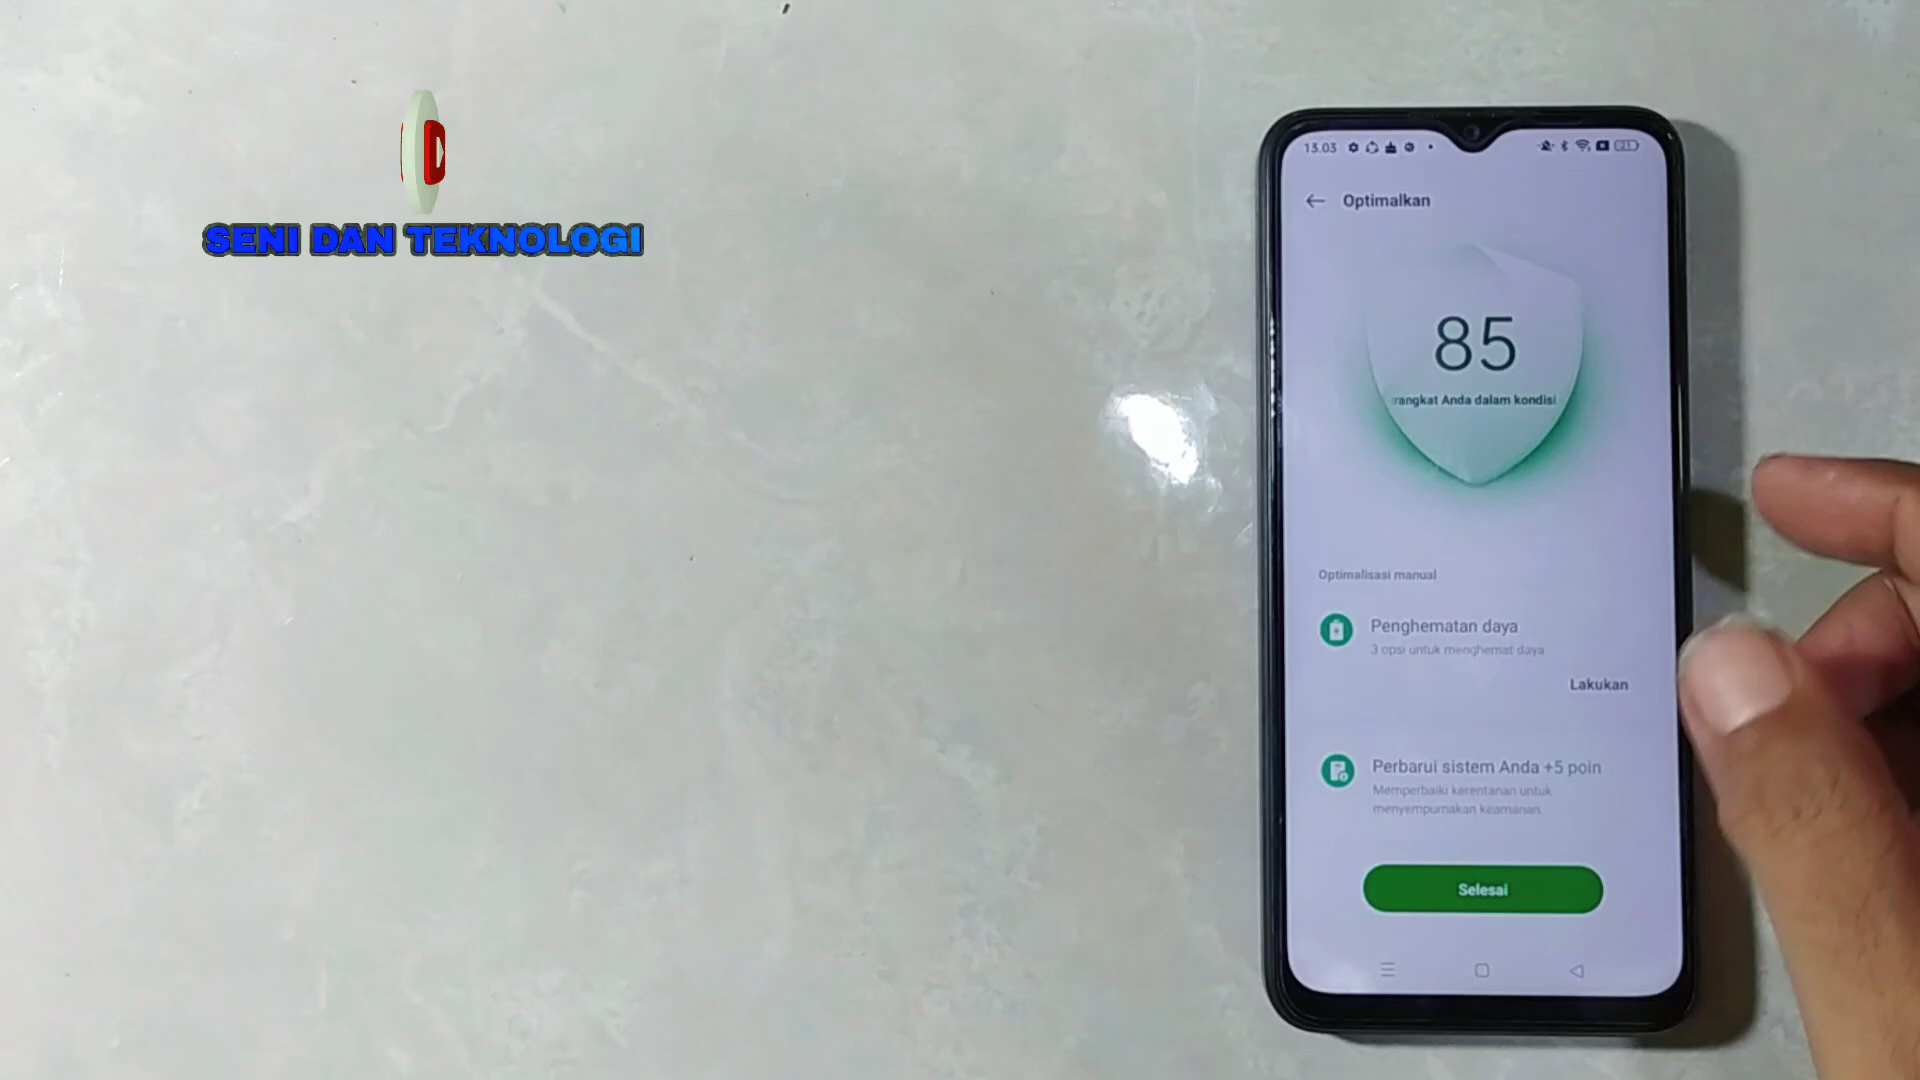 SENI DAN TEKNOLOGI
13.03
21
Optimalkan
85
rangkat Anda dalam kondisi
Optimalisasi manual
Penghematan daya
3 opsi untuk menghemat daya
Lakukan
Perbarui sistem Anda +5 poin
Memperbaiki kerentanan untuk
menyempurnakan keamanan.
Selesai